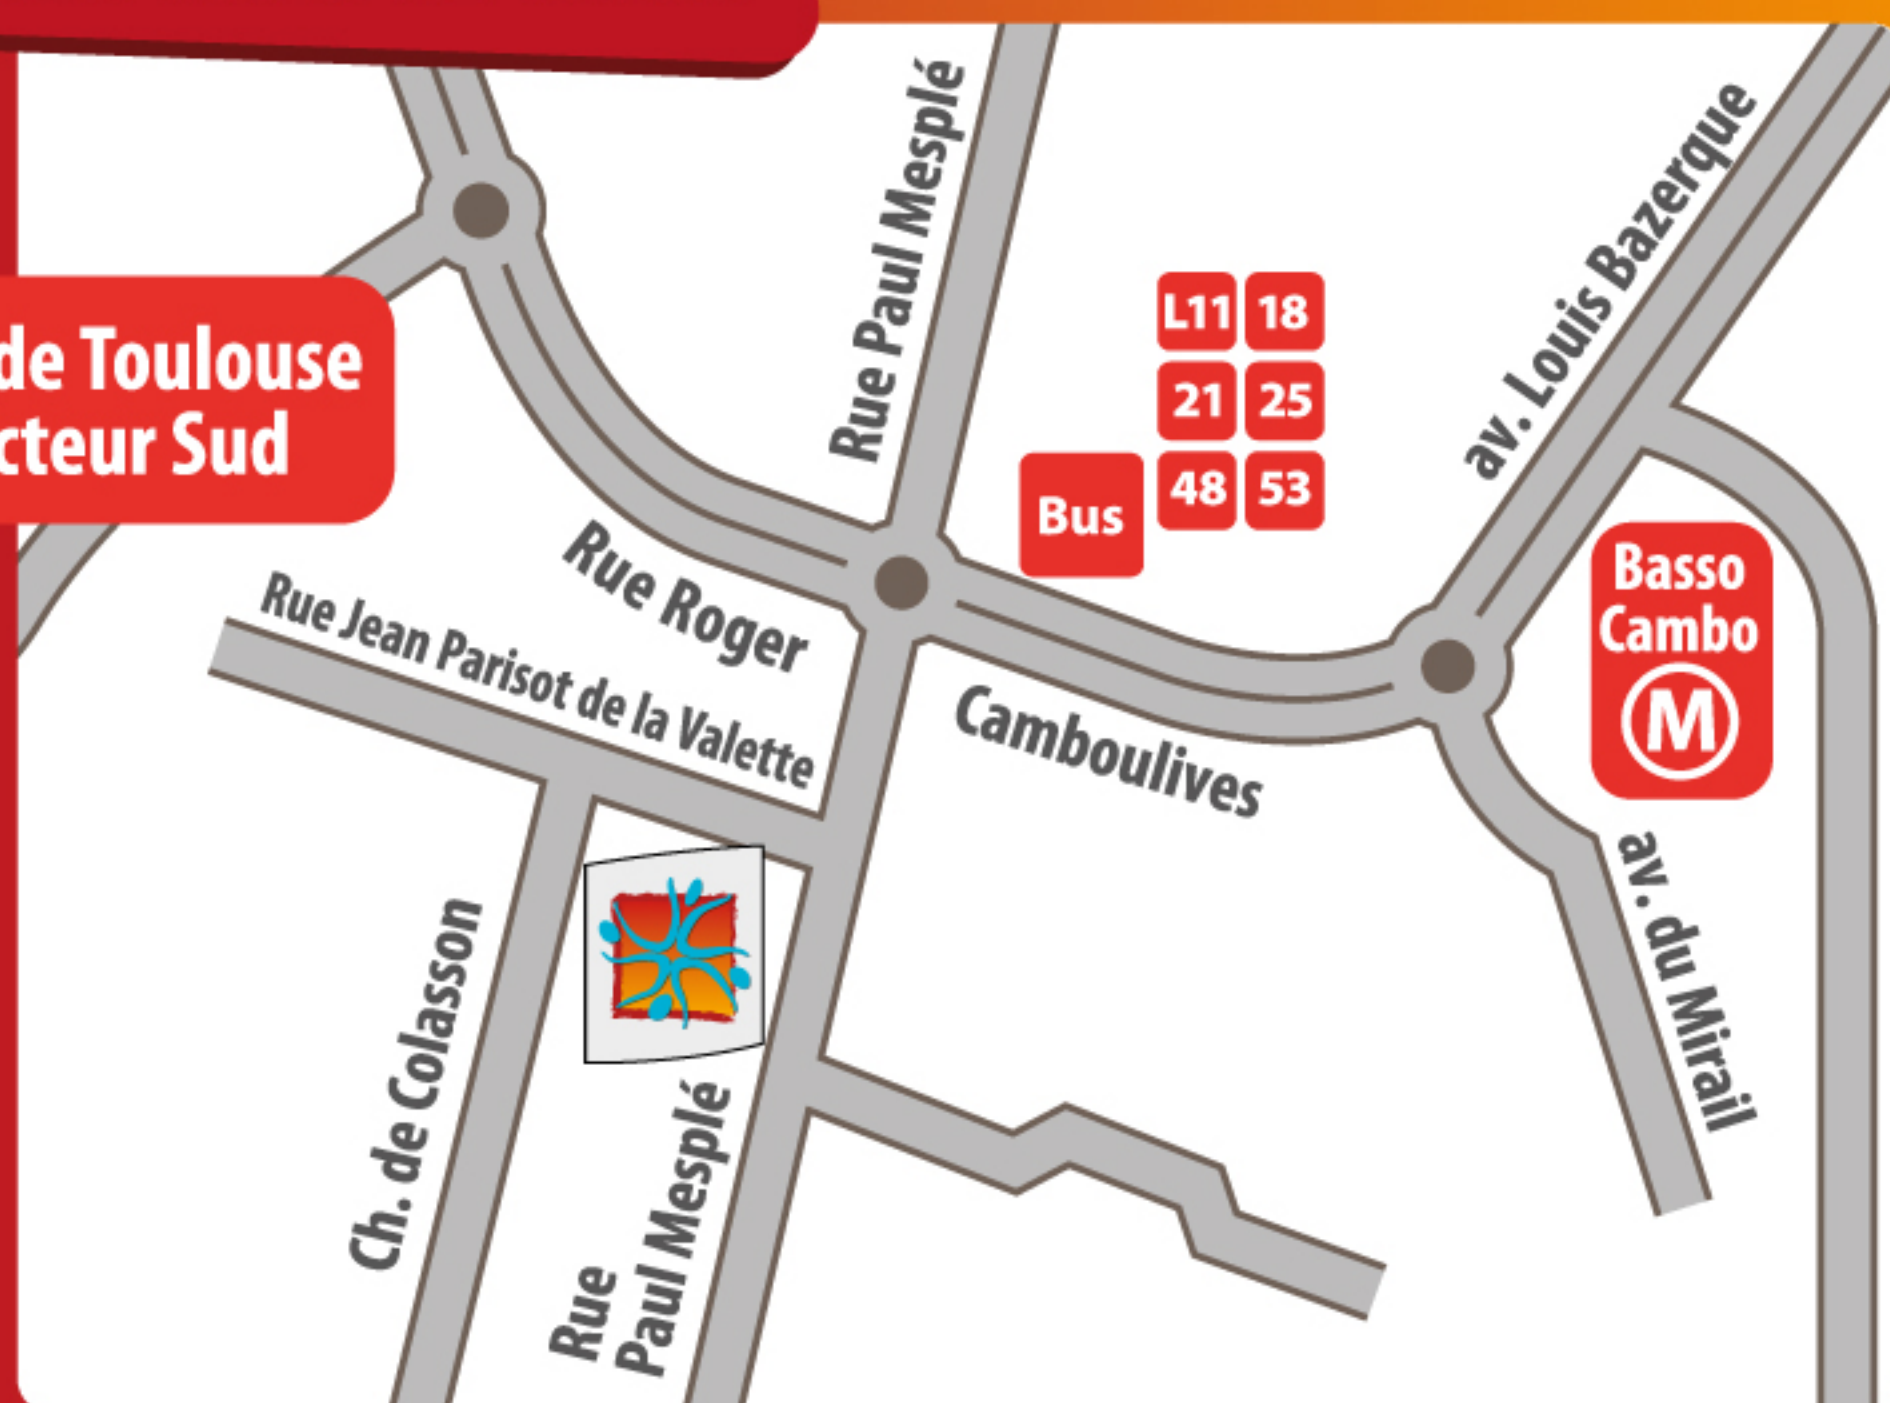 Rue Paul Mesplé
av. Louis Bazerque
L11 18
21 25
48 53
Bus
de Toulouse
cteur Sud
Rue Roger
Camboulives
Rue Jean Parisot de la Valette
Basso
Cambo
M
av. du Mirail
Ch. de Colasson
Rue
Paul Mesplé